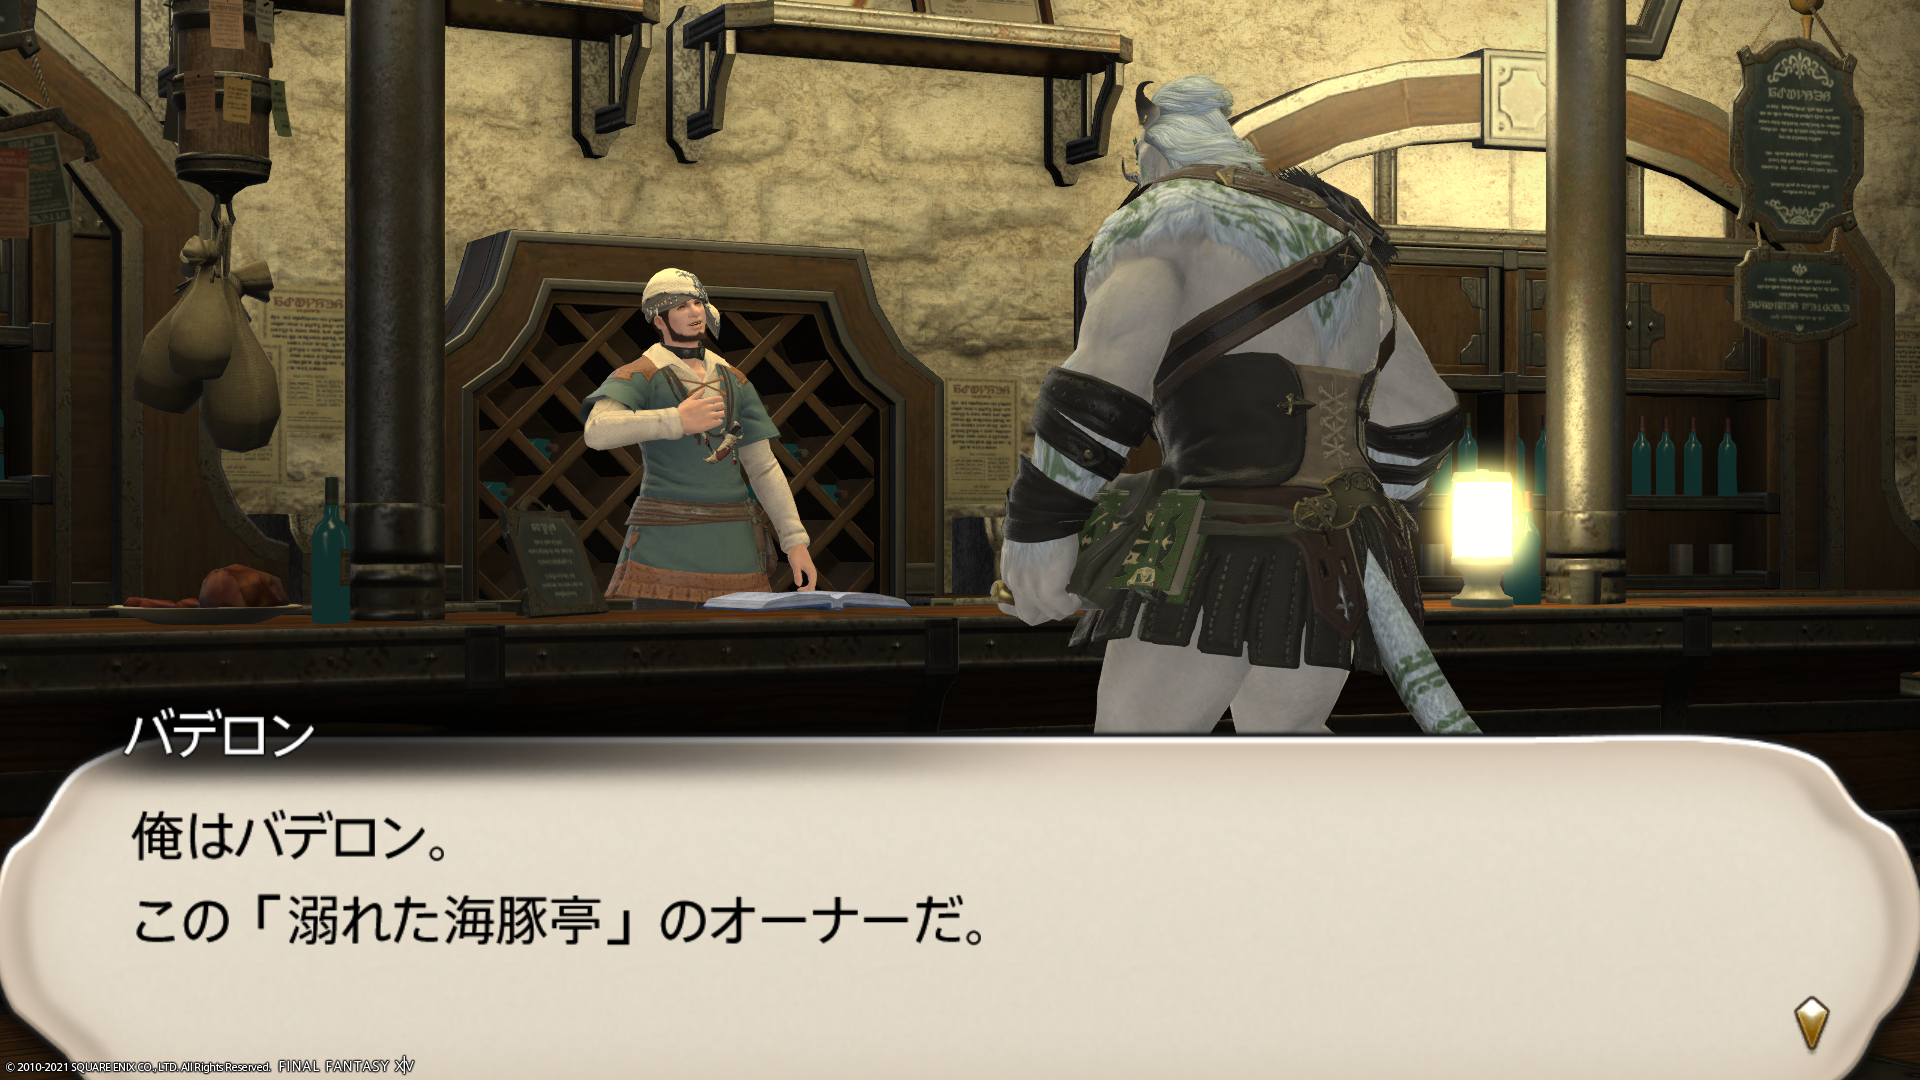 バデロン
俺はバデロン。
この「溺れた海豚亭」のオーナーだ。
© 2010-2021 SQUARE ENIX CO., LTD. All Rights Reserved. FINAL FANTASY XIV